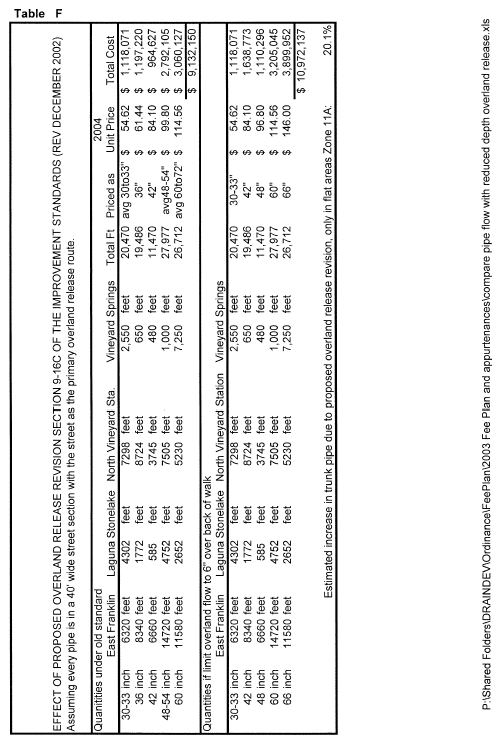 Table F
EFFECT OF PROPOSED OVERLAND RELEASE REVISION SECTION 9-16C OF THE IMPROVEMENT STANDARDS (REV DECEMBER 2002)
Assuming every pipe is in a 40' wide street section with the street as the primary overland release route.
Quanitities under old standard 2004
East Franklin Laguna Stonelake North Vineyard Sta. Vineyard Springs Total Ft Priced as Unit Price Total Cost
30-33 inch 6320 feet 4302 feet 7298 feet 2,550 feet 20,470 avg 30to33" $ 54.62 $ 1,118,071
36 inch 8340 feet 1772 feet 8724 feet 650 feet 19,486 36" $ 61.44 $ 1,197,220
42 inch 6660 feet 585 feet 3745 feet 480 feet 11,470 42" $ 84.10 $ 964,627
48-54 inch 14720 feet 4752 feet 7505 feet 1,000 feet 27,977 avg48-54" $ 99.80 $ 2,792,105
60 inch 11580 feet 2652 feet 5230 feet 7,250 feet 26,712 avg 60to72" $ 114.56 $ 3,060,127
$ 9,132,150
Quantities if limit overland flow to 6" over back of walk
East Franklin Laguna Stonelake North Vineyard Station Vineyard Springs
30-33 inch 6320 feet 4302 feet 7298 feet 2,550 feet 20,470 30-33" $ 54.62 1,118,071
42 inch 8340 feet 1772 feet 8724 feet 650 feet 19,486 42" $ 84.10 1,638,773
48 inch 6660 feet 585 feet 3745 feet 480 feet 11,470 48" $ 96.80 1,110,296
60 inch 14720 feet 4752 feet 7505 feet 1,000 feet 27,977 60" $ 114.56 3,205,045
66 inch 11580 feet 2652 feet 5230 feet 7,250 feet 26,712 66" $ 146.00 3,899,952
$ 10,972,137
Estimated increase in trunk pipe due to proposed overland release revision, only in flat areas Zone 11A: 20.1%
P:\Shared Folders\DRAINDEV\Ordinance\FeePlan\2003 Fee Plan and appurtenances\compare pipe flow with reduced depth overland release.xls